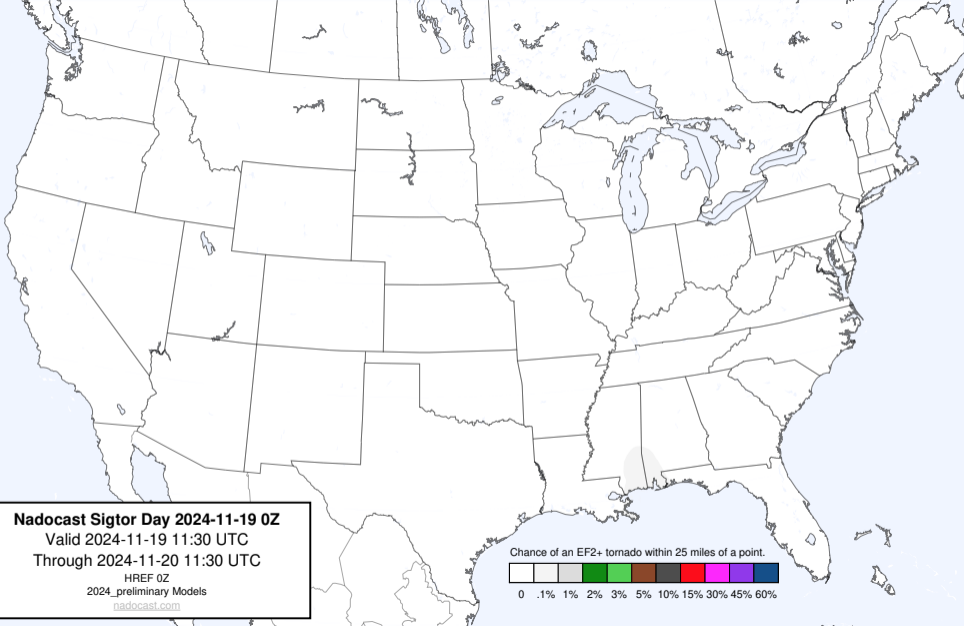 Nadocast Sigtor Day 2024-11-19 0Z
Valid 2024-11-19 11:30 UTC
Through 2024-11-20 11:30 UTC
HREF 0Z
2024_preliminary Models
nadocast.com
Chance of an EF2+ tornado within 25 miles of a point.
0 .1% 1% 2% 3% 5% 10% 15% 30% 45% 60%